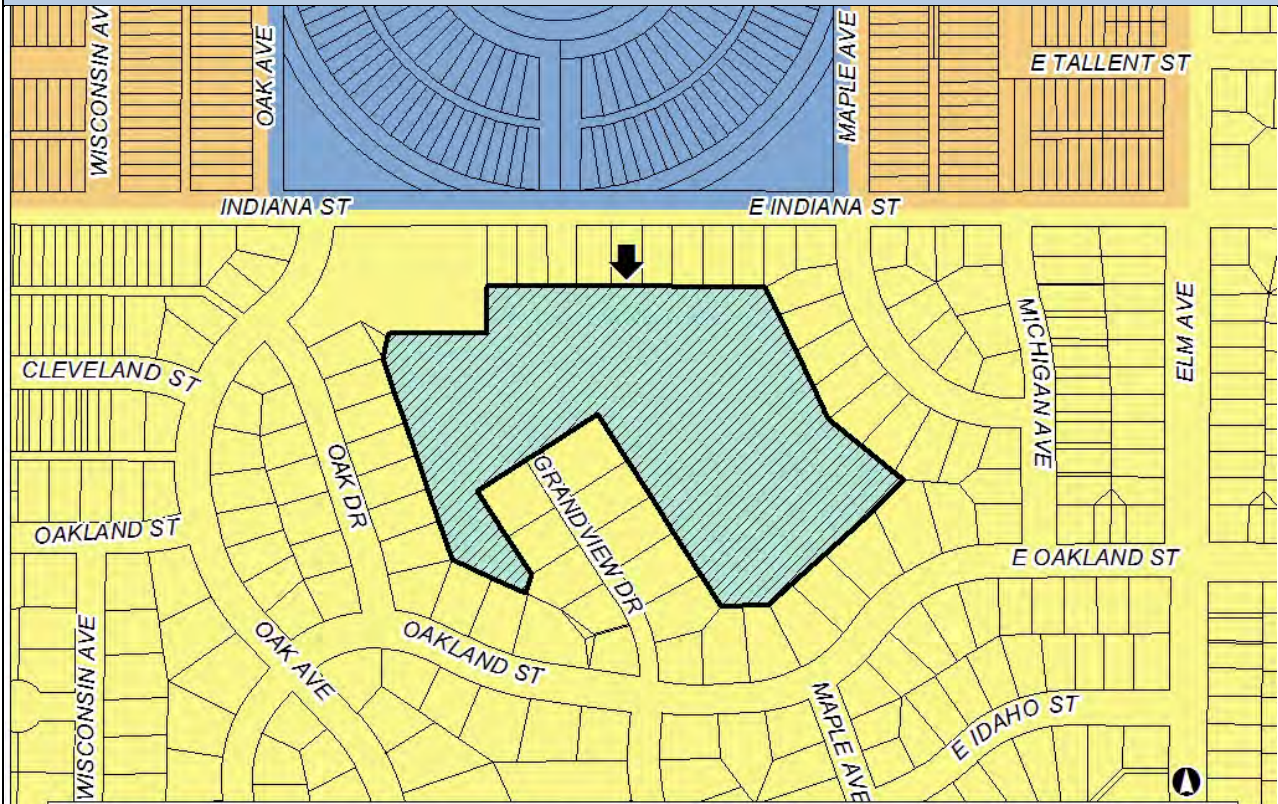 WISCONSIN AV
OAK AVE
MAPLE AVE
E TALLENT ST
INDIANA ST
E INDIANA ST
MICHIGAN AVE
ELM AVE
CLEVELAND ST
OAK DR
GRANDVIEW DR
OAKLAND ST
E OAKLAND ST
OAK AVE
OAKLAND ST
WISCONSIN AVE
MAPLE AVE
E IDAHO ST